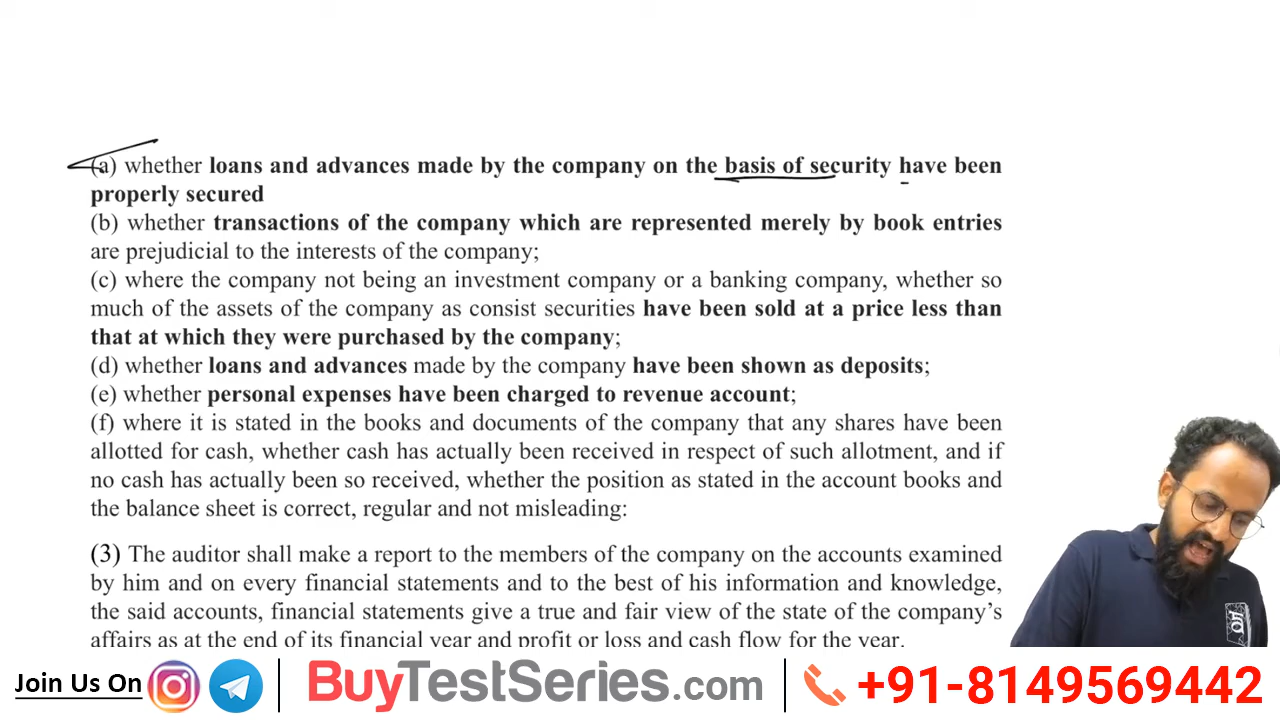 (a) whether loans and advances made by the company on the basis of security have been
properly secured
(b) whether transactions of the company which are represented merely by book entries
are prejudicial to the interests of the company;
(c) where the company not being an investment company or a banking company, whether so
much of the assets of the company as consist securities have been sold at a price less than
that at which they were purchased by the company;
(d) whether loans and advances made by the company have been shown as deposits;
(e) whether personal expenses have been charged to revenue account;
(f) where it is stated in the books and documents of the company that any shares have been
allotted for cash, whether cash has actually been received in respect of such allotment, and if
no cash has actually been so received, whether the position as stated in the account books and
the balance sheet is correct, regular and not misleading:
(3) The auditor shall make a report to the members of the company on the accounts examined
by him and on every financial statements and to the best of his information and knowledge,
the said accounts, financial statements give a true and fair view of the state of the company's
affairs as at the end of its financial year and profit or loss and cash flow for the year.
Join Us On BuyTestSeries.com +91-8149569442